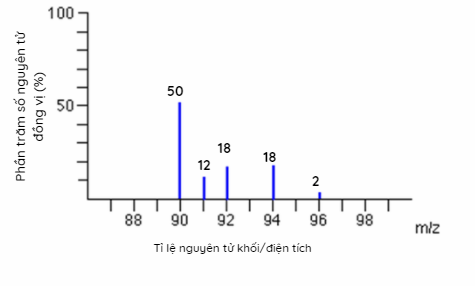 Phần trăm số nguyên tử
đồng vị (%)
100
50
50
12
18
18
2
88 90 92 94 96 98
m/z
Tỉ lệ nguyên tử khối/điện tích